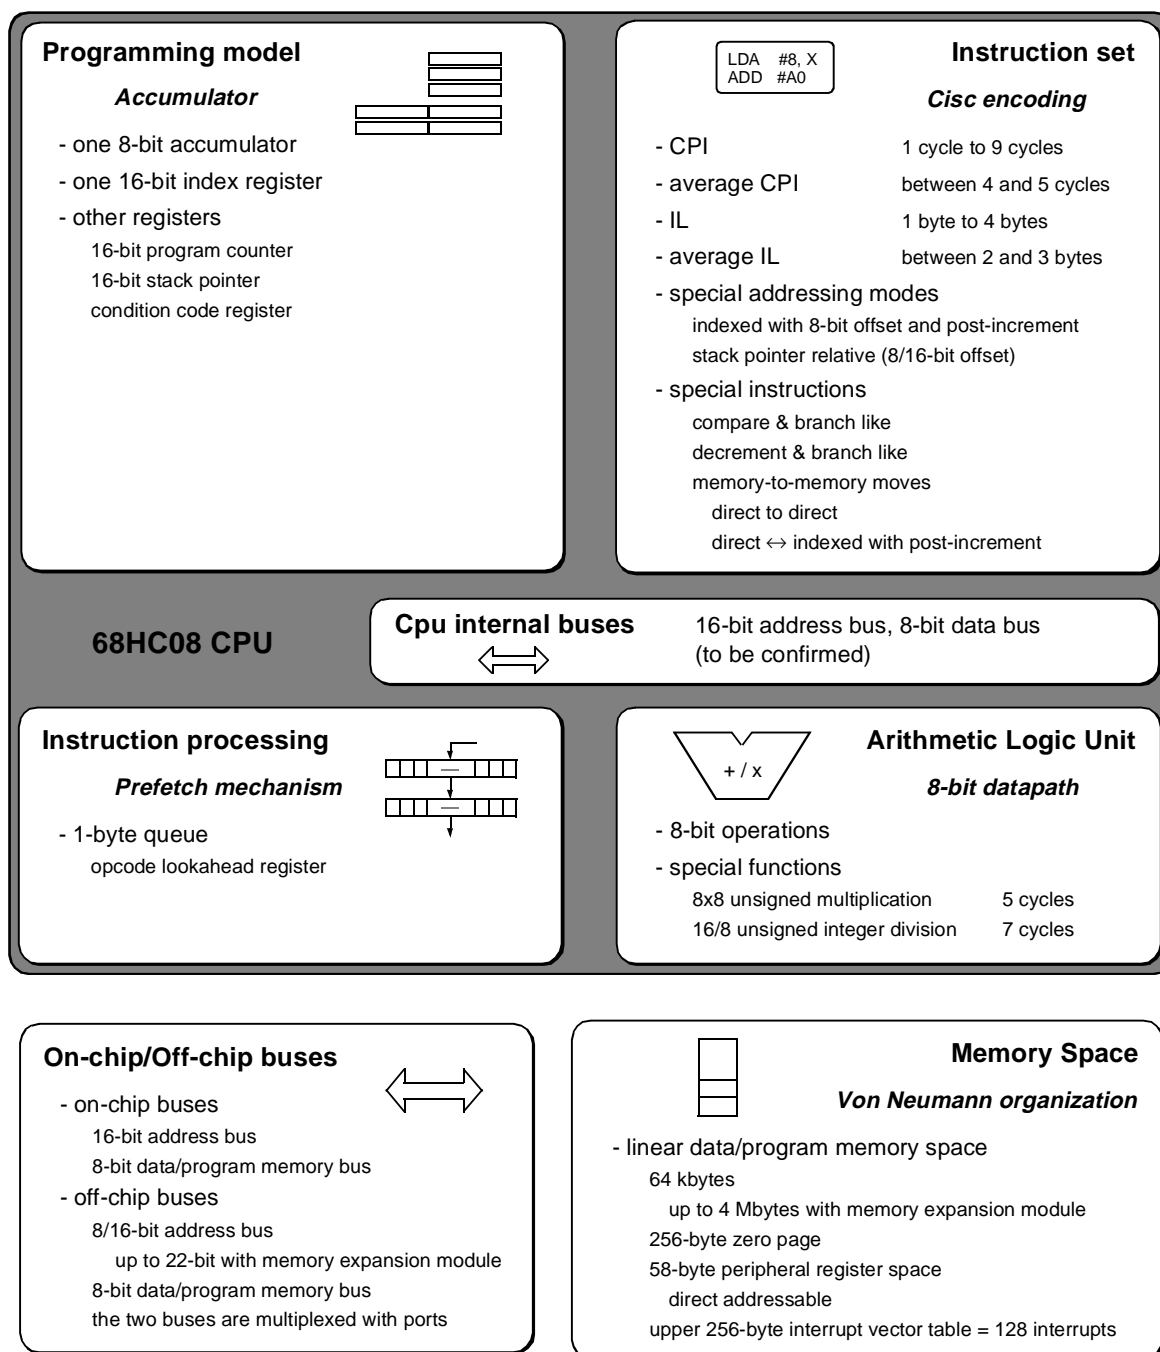 Programming model
Accumulator
- one 8-bit accumulator
- one 16-bit index register
- other registers
16-bit program counter
16-bit stack pointer
condition code register
LDA #8, X
ADD #A0
Instruction set
Cisc encoding
- CPI 1 cycle to 9 cycles
- average CPI between 4 and 5 cycles
- IL 1 byte to 4 bytes
- average IL between 2 and 3 bytes
- special addressing modes
indexed with 8-bit offset and post-increment
stack pointer relative (8/16-bit offset)
- special instructions
compare & branch like
decrement & branch like
memory-to-memory moves
direct to direct
direct ↔ indexed with post-increment
68HC08 CPU
Cpu internal buses
16-bit address bus, 8-bit data bus
(to be confirmed)
Instruction processing
Prefetch mechanism
- 1-byte queue
opcode lookahead register
+ / x
Arithmetic Logic Unit
8-bit datapath
- 8-bit operations
- special functions
8x8 unsigned multiplication 5 cycles
16/8 unsigned integer division 7 cycles
On-chip/Off-chip buses
- on-chip buses
16-bit address bus
8-bit data/program memory bus
- off-chip buses
8/16-bit address bus
up to 22-bit with memory expansion module
8-bit data/program memory bus
the two buses are multiplexed with ports
Memory Space
Von Neumann organization
- linear data/program memory space
64 kbytes
up to 4 Mbytes with memory expansion module
256-byte zero page
58-byte peripheral register space
direct addressable
upper 256-byte interrupt vector table = 128 interrupts